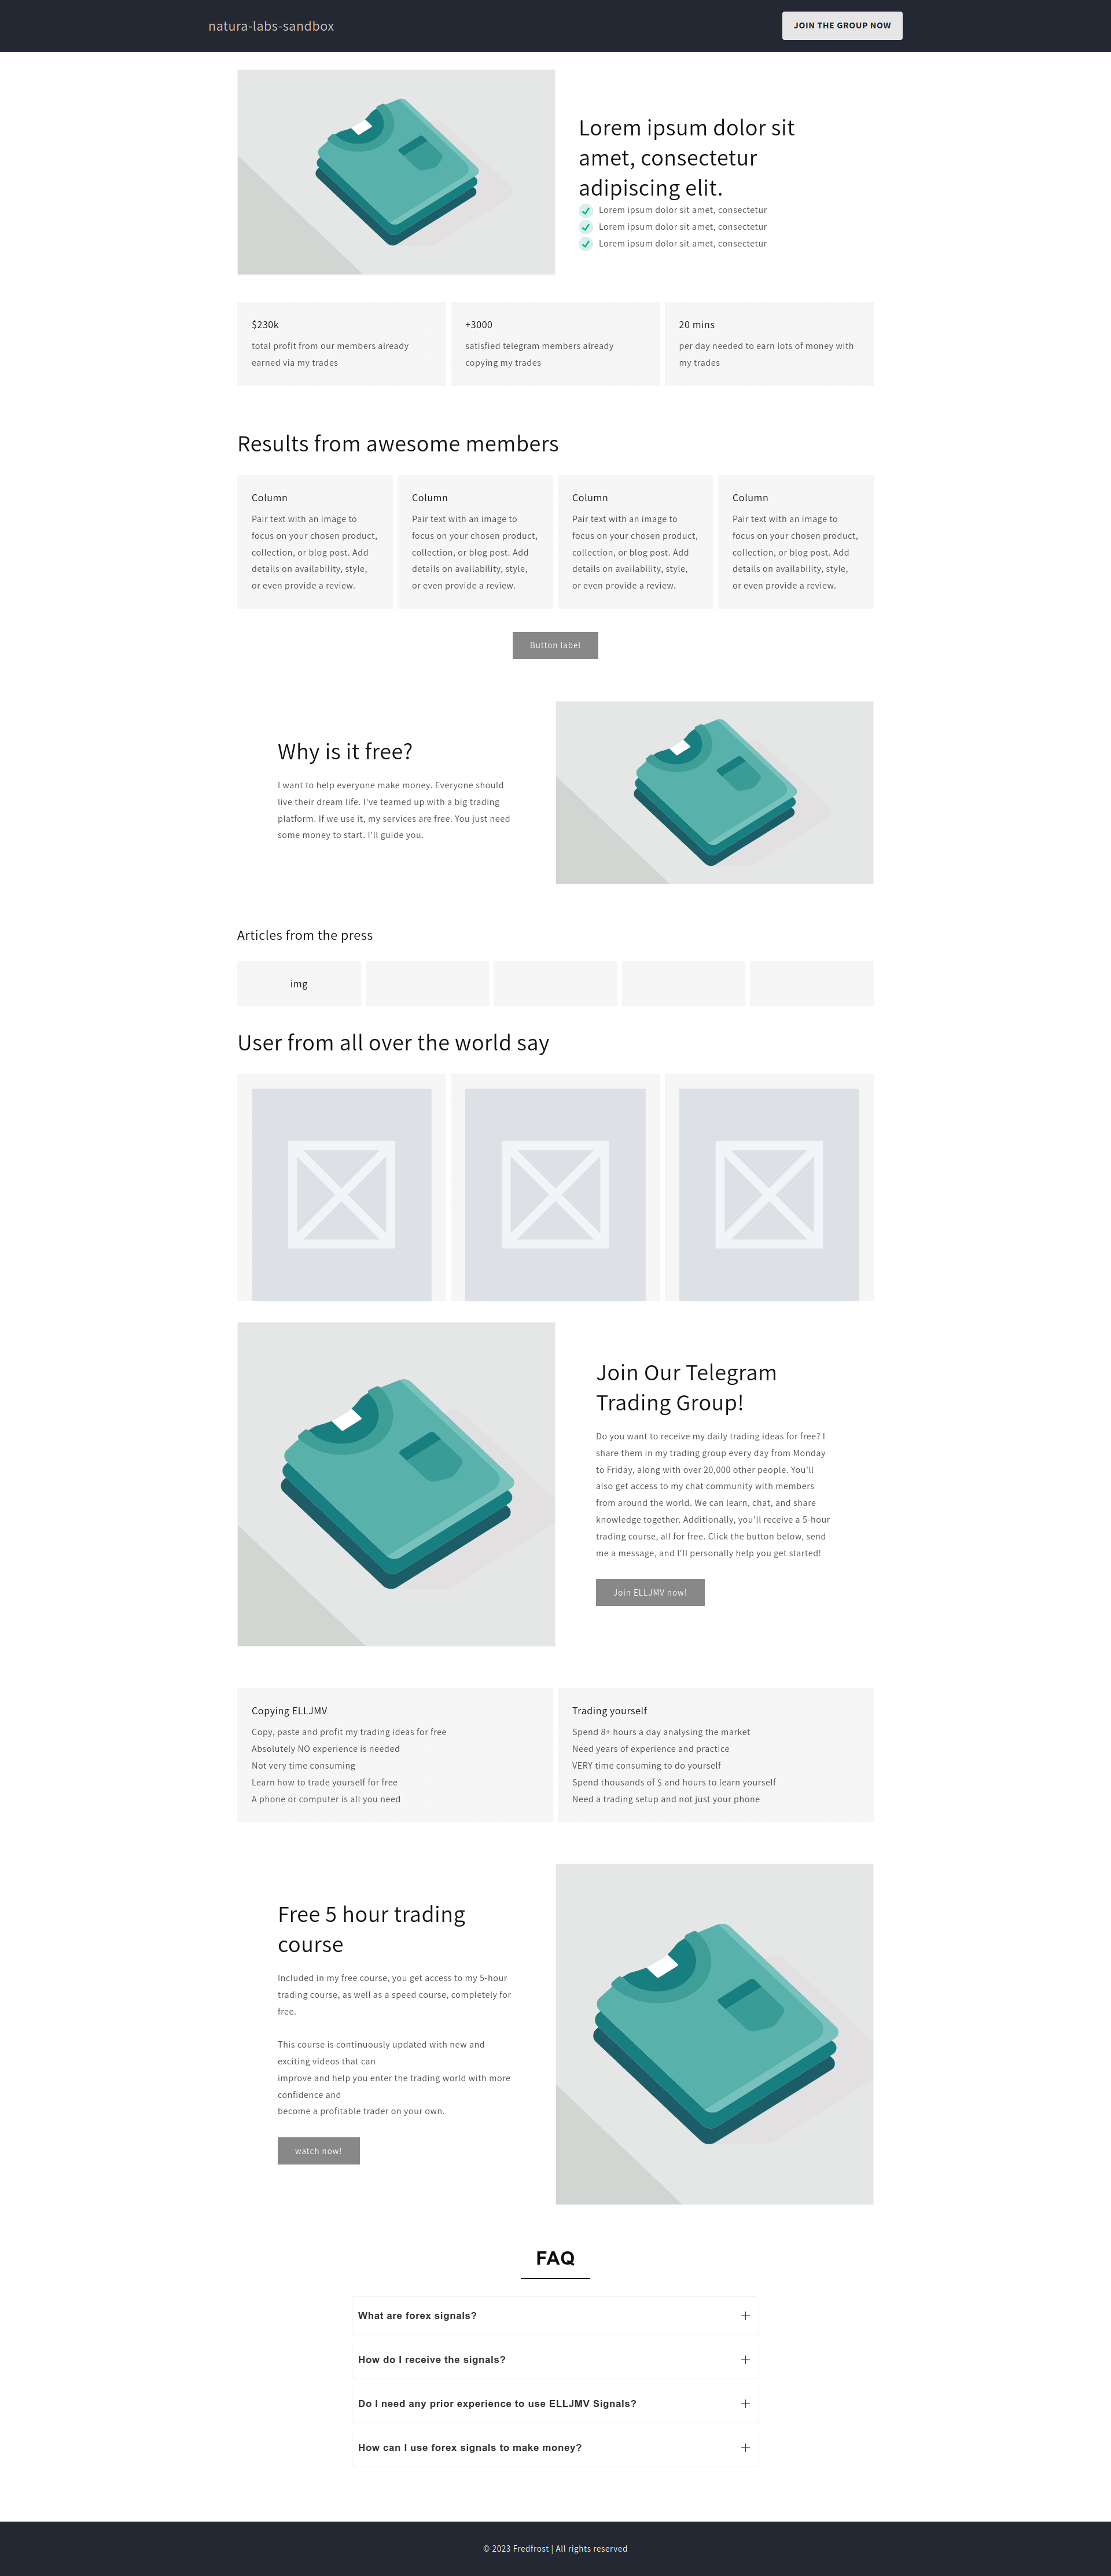 natura-labs-sandbox
JOIN THE GROUP NOW
Lorem ipsum dolor sit
amet, consectetur
adipiscing elit.
Lorem ipsum dolor sit amet, consectetur
Lorem ipsum dolor sit amet, consectetur
Lorem ipsum dolor sit amet, consectetur
$230k
total profit from our members already
earned via my trades
+3000
satisfied telegram members already
copying my trades
20 mins
per day needed to earn lots of money with
my trades
Results from awesome members
Column
Pair text with an image to
focus on your chosen product,
collection, or blog post. Add
details on availability, style,
or even provide a review.
Column
Pair text with an image to
focus on your chosen product,
collection, or blog post. Add
details on availability, style,
or even provide a review.
Column
Pair text with an image to
focus on your chosen product,
collection, or blog post. Add
details on availability, style,
or even provide a review.
Column
Pair text with an image to
focus on your chosen product,
collection, or blog post. Add
details on availability, style,
or even provide a review.
Button label
Why is it free?
I want to help everyone make money. Everyone should
live their dream life. I've teamed up with a big trading
platform. If we use it, my services are free. You just need
some money to start. I'll guide you.
Articles from the press
img
User from all over the world say
Join Our Telegram
Trading Group!
Do you want to receive my daily trading ideas for free? I
share them in my trading group every day from Monday
to Friday, along with over 20,000 other people. You'll
also get access to my chat community with members
from around the world. We can learn, chat, and share
knowledge together. Additionally, you'll receive a 5-hour
trading course, all for free. Click the button below, send
me a message, and I'll personally help you get started!
Join ELLJMV now!
Copying ELLJMV
Copy, paste and profit my trading ideas for free
Absolutely NO experience is needed
Not very time consuming
Learn how to trade yourself for free
A phone or computer is all you need
Trading yourself
Spend 8+ hours a day analysing the market
Need years of experience and practice
VERY time consuming to do yourself
Spend thousands of $ and hours to learn yourself
Need a trading setup and not just your phone
Free 5 hour trading
course
Included in my free course, you get access to my 5-hour
trading course, as well as a speed course, completely for
free.
This course is continuously updated with new and
exciting videos that can
improve and help you enter the trading world with more
confidence and
become a profitable trader on your own.
watch now!
FAQ
What are forex signals?
How do I receive the signals?
Do I need any prior experience to use ELLJMV Signals?
How can I use forex signals to make money?
© 2023 Fredfrost | All rights reserved